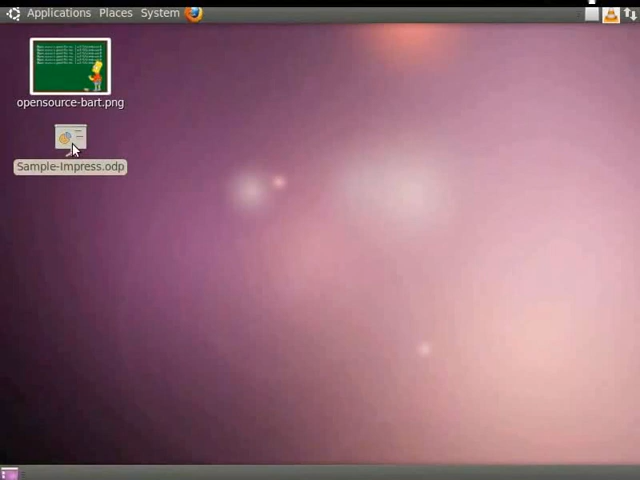 Applications Places System
opensource-bart.png
Sample-Impress.odp